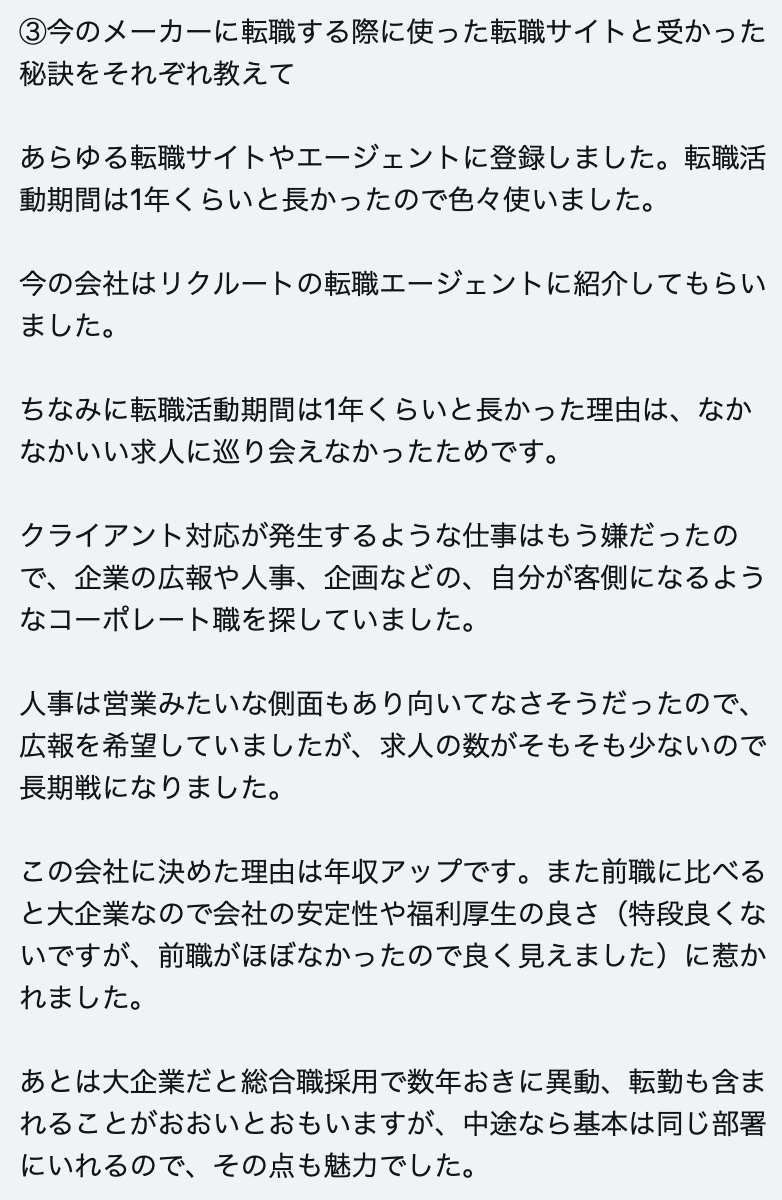 ③今のメーカーに転職する際に使った転職サイトと受かった
秘訣をそれぞれ教えて
あらゆる転職サイトやエージェントに登録しました。転職活
動期間は1年くらいと長かったので色々使いました。
今の会社はリクルートの転職エージェントに紹介してもらい
ました。
ちなみに転職活動期間は1年くらいと長かった理由は、なか
なかいい求人に巡り会えなかったためです。
クライアント対応が発生するような仕事はもう嫌だったの
で、企業の広報や人事、企画などの、自分が客側になるよう
なコーポレート職を探していました。
人事は営業みたいな側面もあり向いてなさそうだったので、
広報を希望していましたが、求人の数がそもそも少ないので
長期戦になりました。
この会社に決めた理由は年収アップです。また前職に比べる
と大企業なので会社の安定性や福利厚生の良さ（特段良くな
いですが、前職がほぼなかったので良く見えました）に惹か
れました。
あとは大企業だと総合職採用で数年おきに異動、転勤も含ま
れることがおおいとおもいますが、中途なら基本は同じ部署
にいれるので、その点も魅力でした。